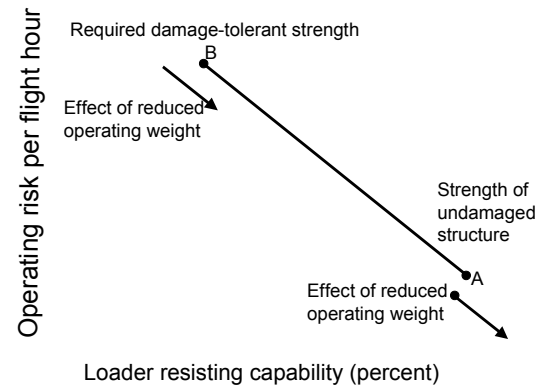 Required damage-tolerant strength
B
Effect of reduced
operating weight
Operating risk per flight hour
Strength of
undamaged
structure
A
Effect of reduced
operating weight
Loader resisting capability (percent)